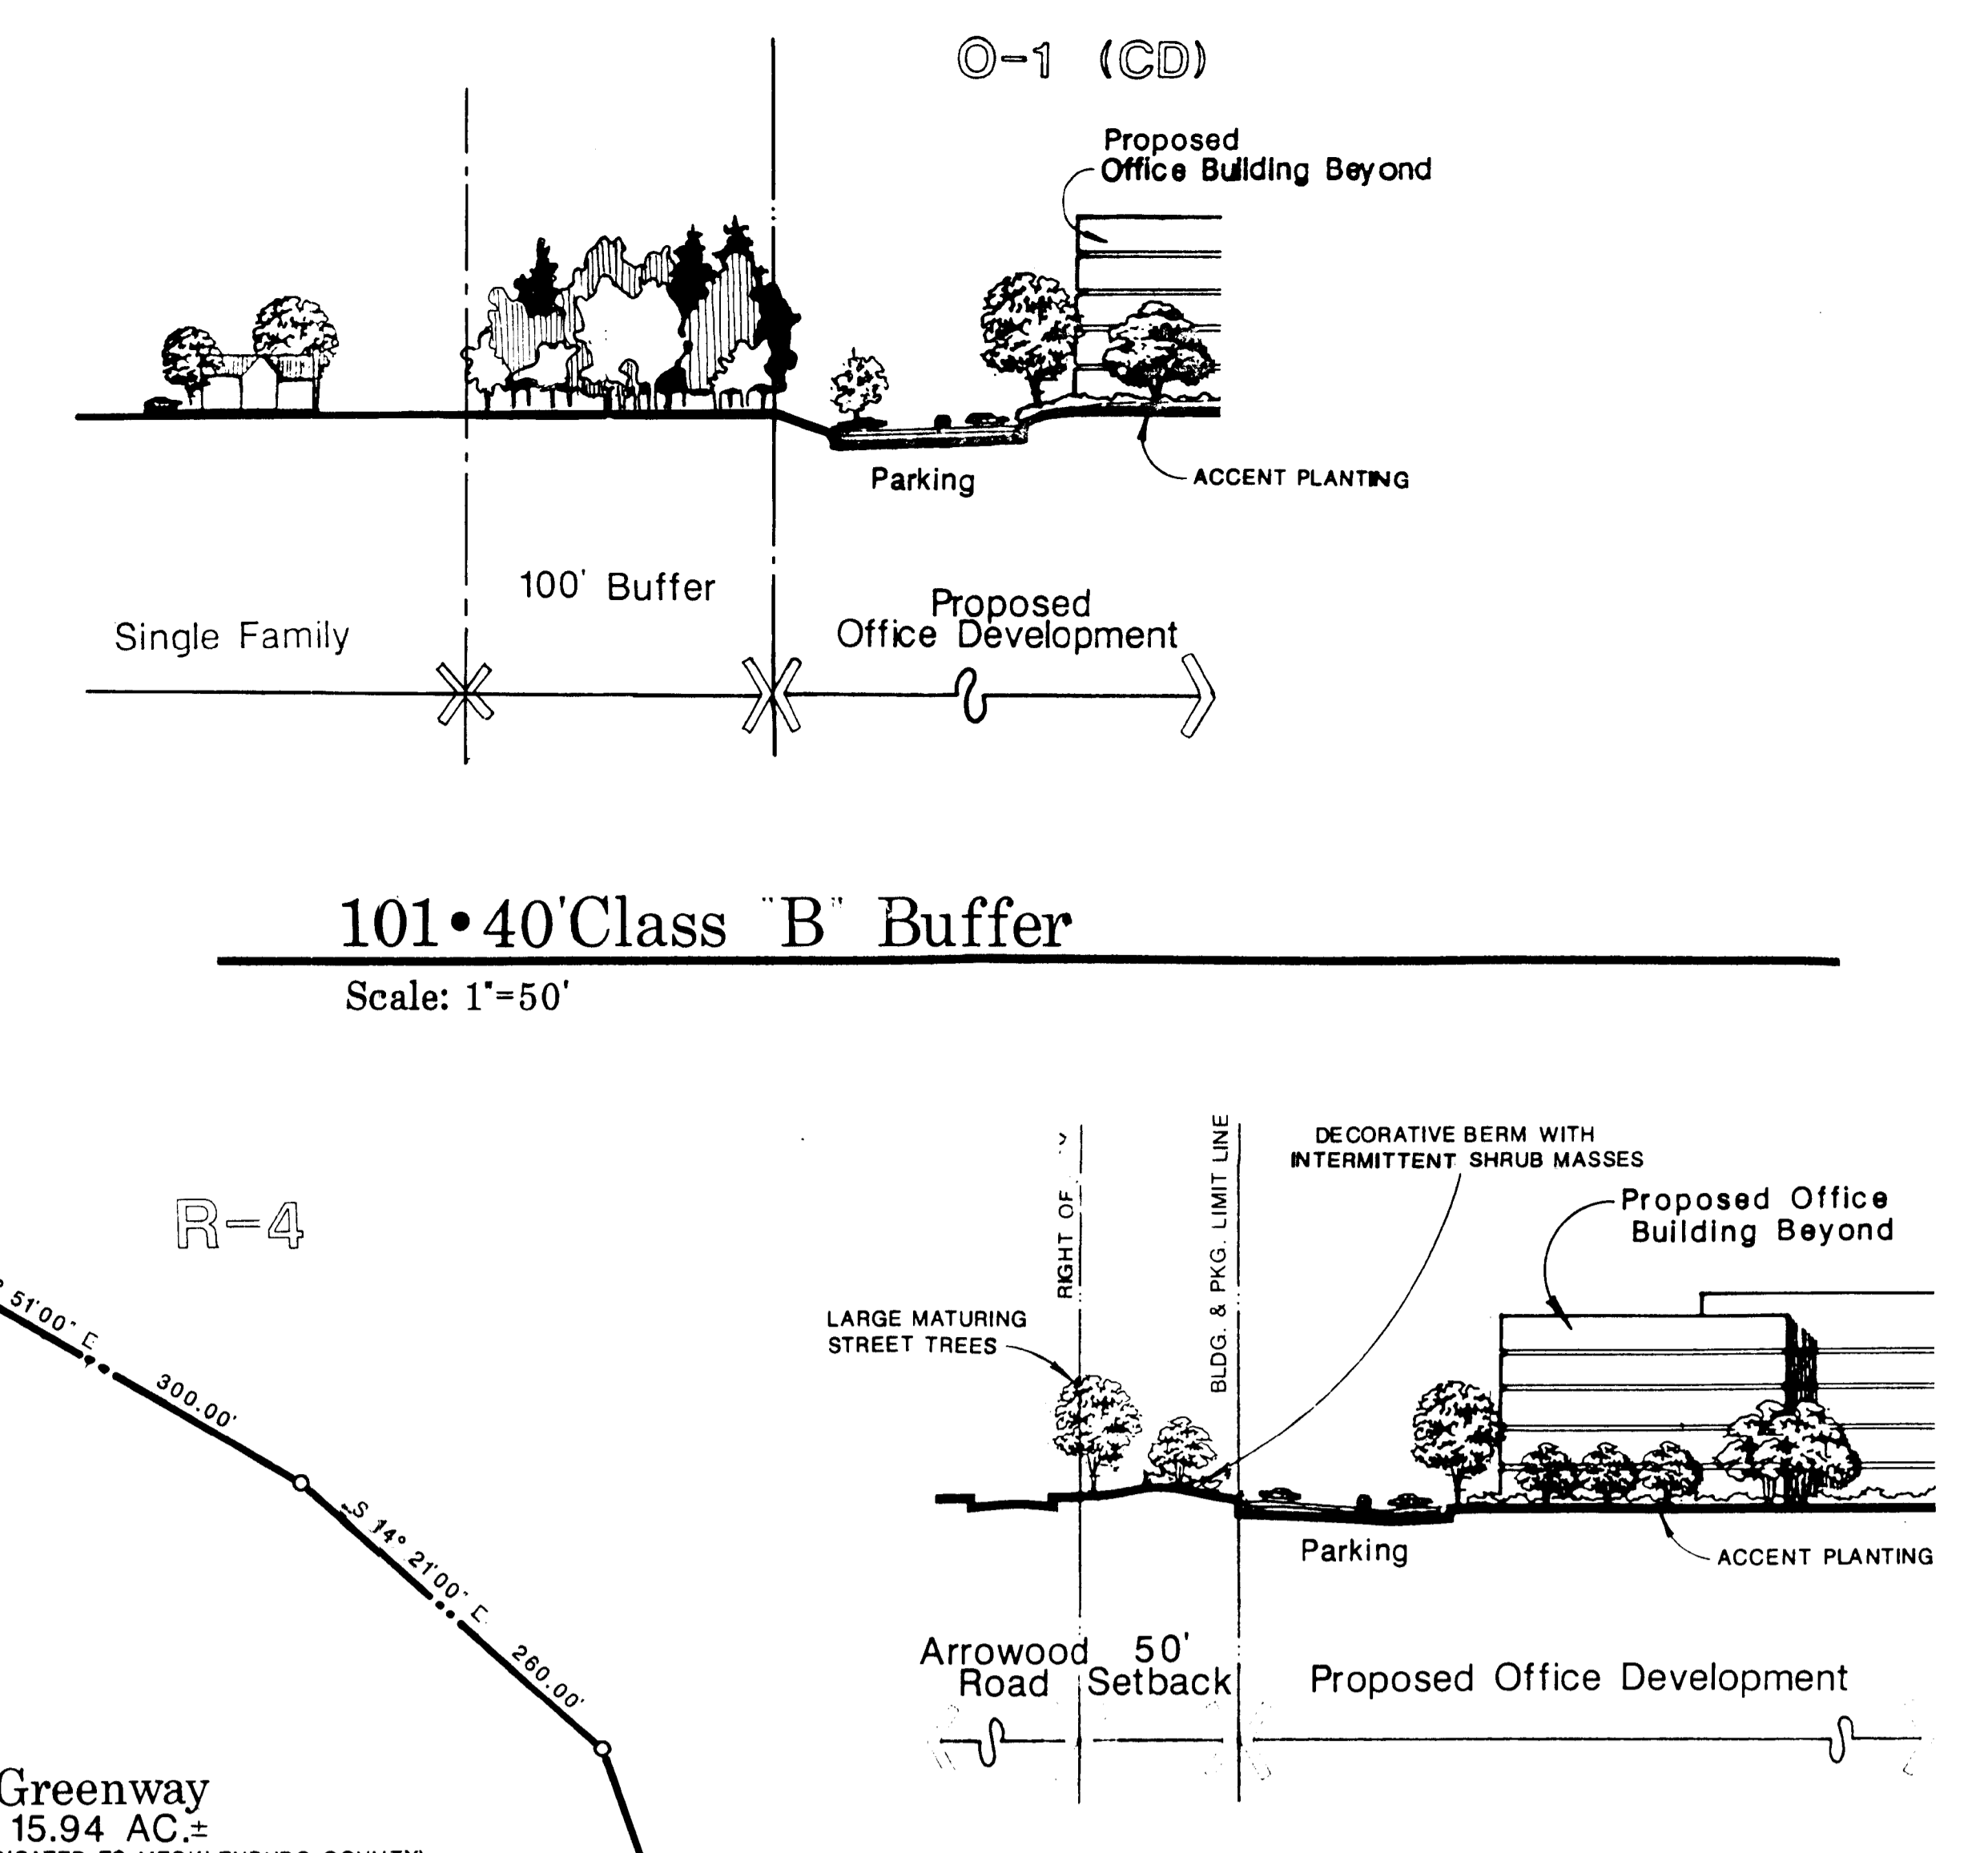 O-1 (CD)
Proposed
Office Building Beyond
Parking
ACCENT PLANTING
100' Buffer
Single Family
Proposed
Office Development
101•40'Class "B" Buffer
Scale: 1"=50'
R-4
51'00" E
300.00'
S 14° 21'00" E
260.00'
Greenway
15.94 AC.±
MECKLENBURG COUNTY)
RIGHT OF
BLDG. & PKG. LIMIT LINE
DECORATIVE BERM WITH
INTERMITTENT SHRUB MASSES
Proposed Office
Building Beyond
LARGE MATURING
STREET TREES
Parking
ACCENT PLANTING
Arrowood
Road
50'
Setback
Proposed Office Development